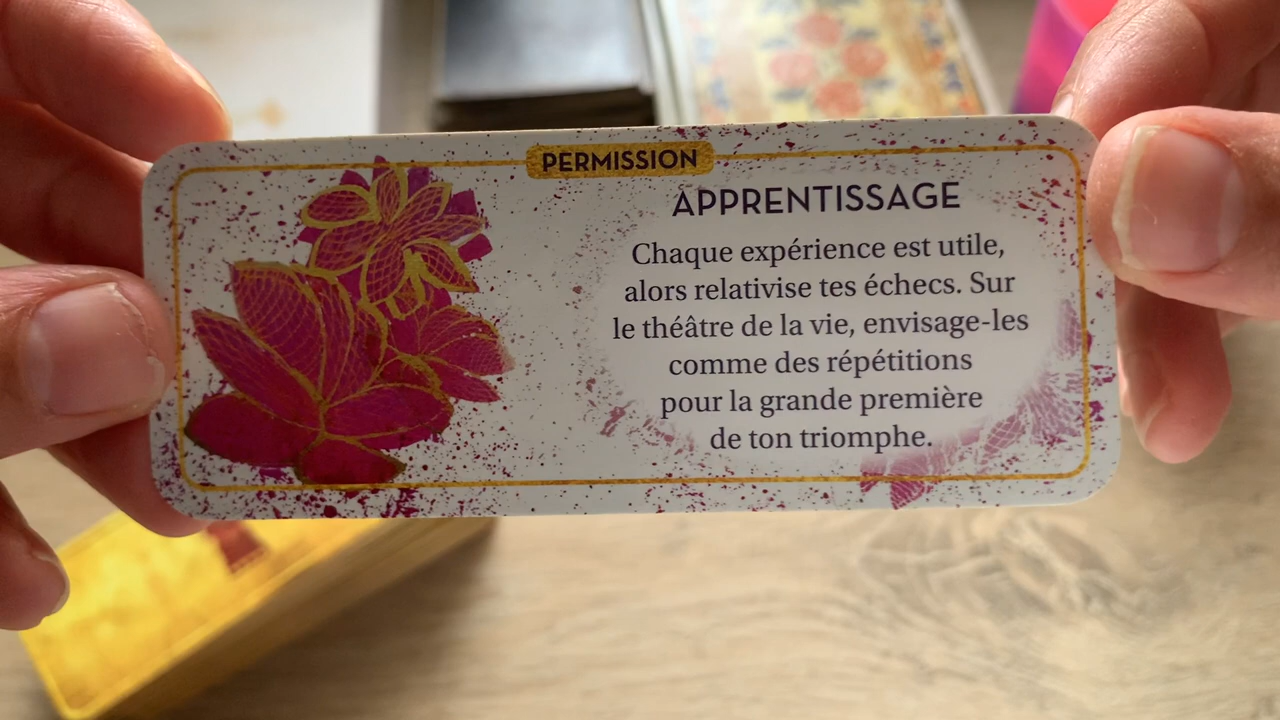 PERMISSION
APPRENTISSAGE
Chaque expérience est utile,
alors relativise tes échecs. Sur
le théâtre de la vie, envisage-les
comme des répétitions
pour la grande première
de ton triomphe.